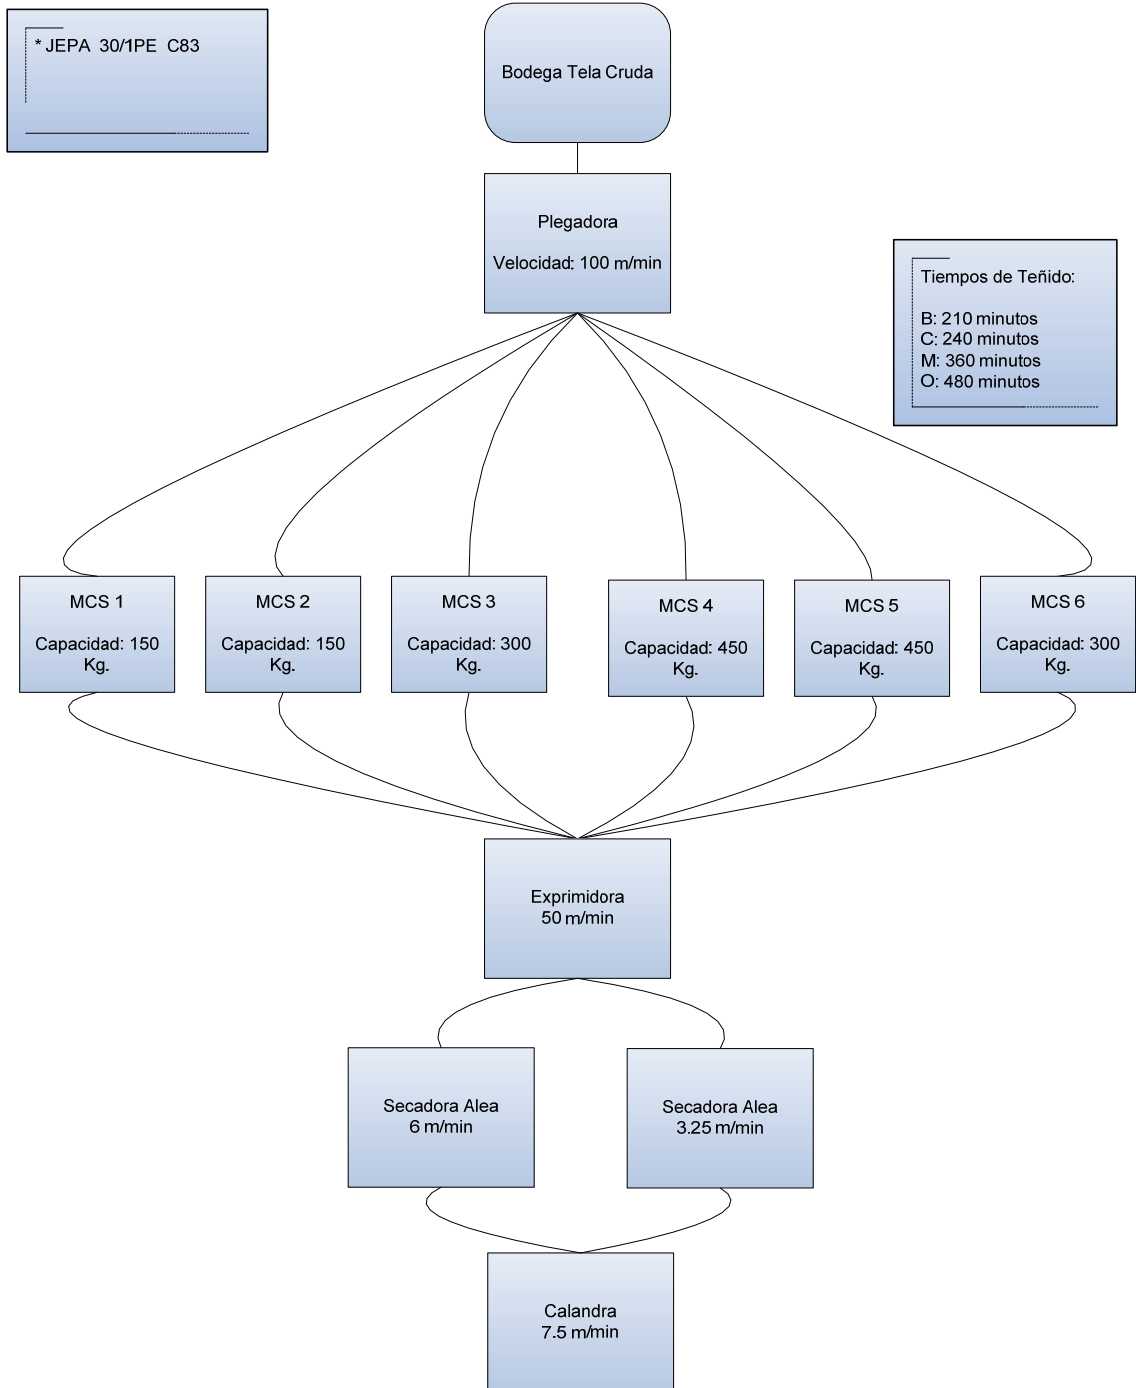 * JEPA  30/1PE  C83
Bodega Tela Cruda
Plegadora
Velocidad: 100 m/min
Tiempos de Teñido:
B: 210 minutos
C: 240 minutos
M: 360 minutos
O: 480 minutos
MCS 1
Capacidad: 150
Kg.
MCS 2
Capacidad: 150
Kg.
MCS 3
Capacidad: 300
Kg.
MCS 4
Capacidad: 450
Kg.
MCS 5
Capacidad: 450
Kg.
MCS 6
Capacidad: 300
Kg.
Exprimidora
50 m/min
Secadora Alea
6 m/min
Secadora Alea
3.25 m/min
Calandra
7.5 m/min